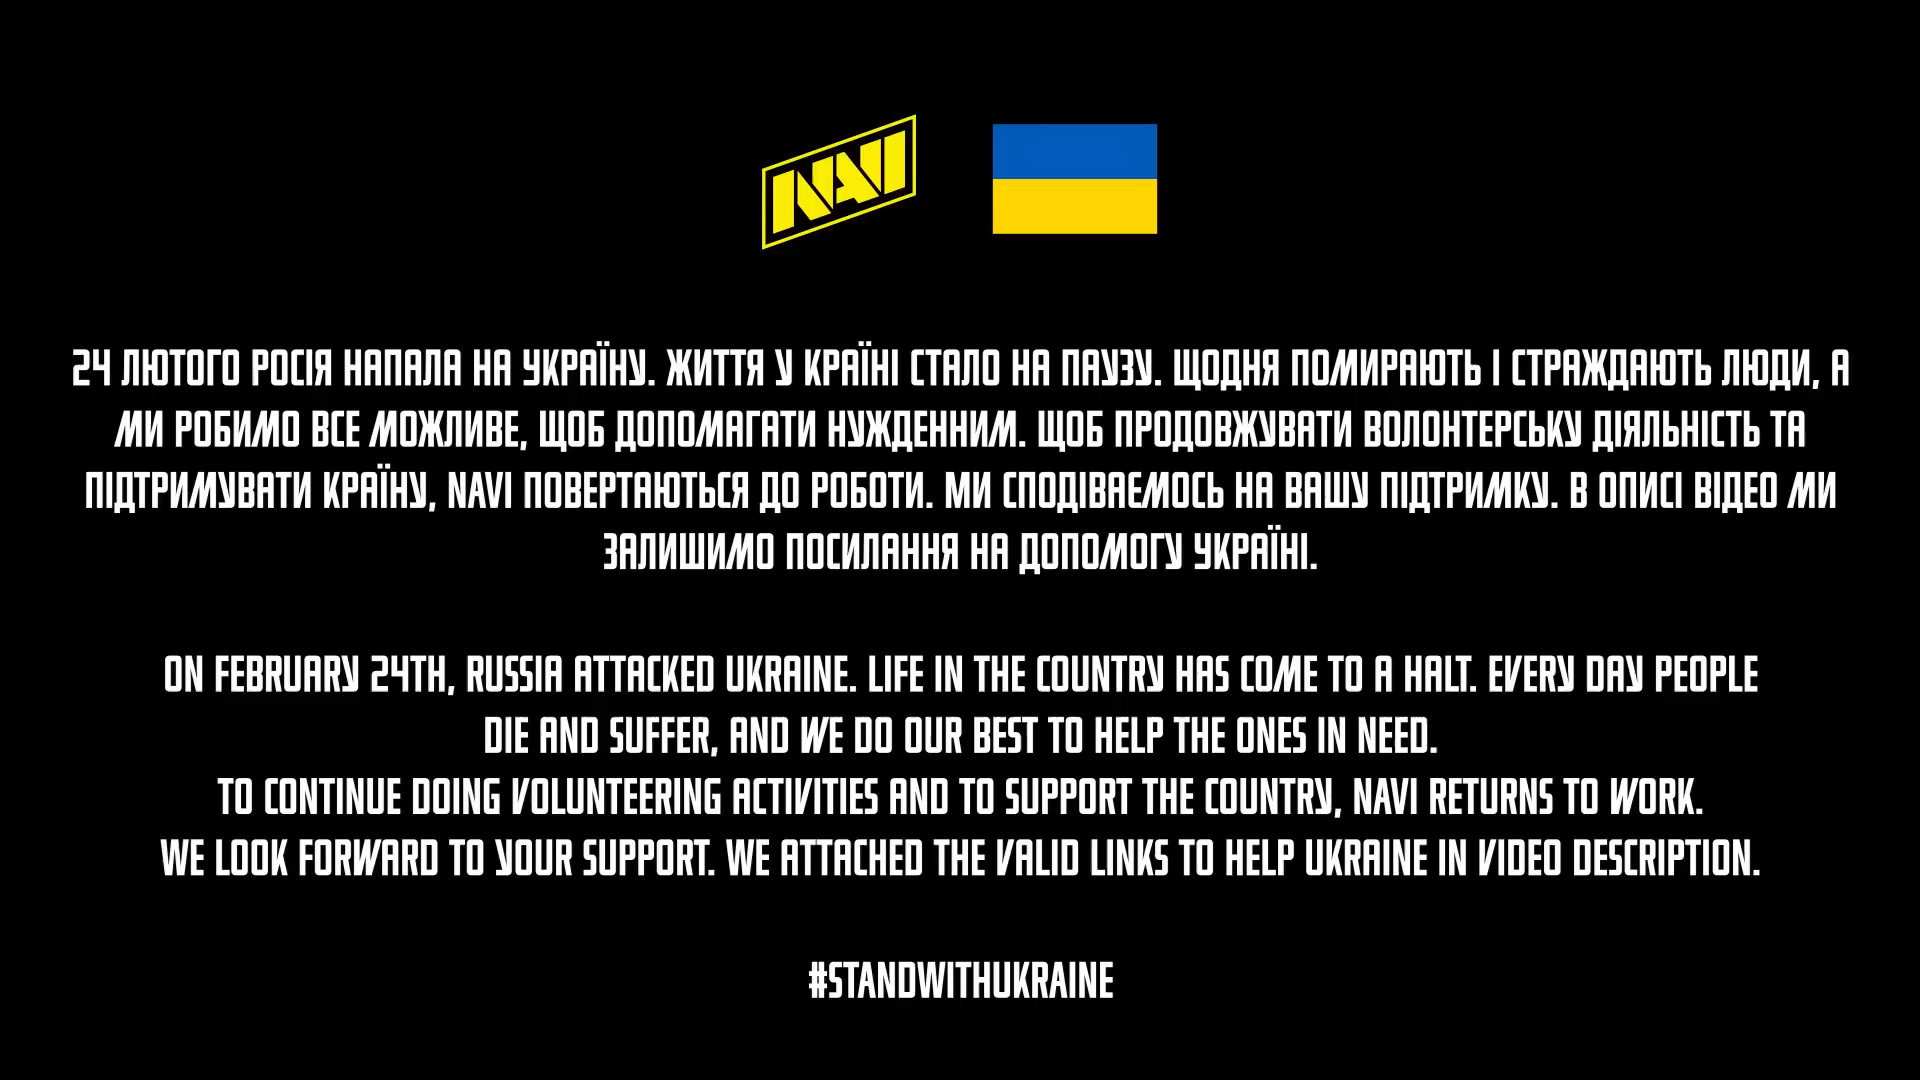 NAVI
24 ЛЮТОГО РОСІЯ НАПАЛА НА УКРАЇНУ. ЖИТТЯ У КРАЇНІ СТАЛО НА ПАУЗУ. ЩОДНЯ ПОМИРАЮТЬ І СТРАЖДАЮТЬ ЛЮДИ, А
МИ РОБИМО ВСЕ МОЖЛИВЕ, ЩОБ ДОПОМАГАТИ НУЖДЕННИМ. ЩОБ ПРОДОВЖУВАТИ ВОЛОНТЕРСЬКУ ДІЯЛЬНІСТЬ ТА
ПІДТРИМУВАТИ КРАЇНУ, NAVI ПОВЕРТАЮТЬСЯ ДО РОБОТИ. МИ СПОДІВАЄМОСЬ НА ВАШУ ПІДТРИМКУ. В ОПИСІ ВІДЕО МИ
ЗАЛИШИМО ПОСИЛАННЯ НА ДОПОМОГУ УКРАЇНІ.
ON FEBRUARY 24TH, RUSSIA ATTACKED UKRAINE. LIFE IN THE COUNTRY HAS COME TO A HALT. EVERY DAY PEOPLE
DIE AND SUFFER, AND WE DO OUR BEST TO HELP THE ONES IN NEED.
TO CONTINUE DOING VOLUNTEERING ACTIVITIES AND TO SUPPORT THE COUNTRY, NAVI RETURNS TO WORK.
WE LOOK FORWARD TO YOUR SUPPORT. WE ATTACHED THE VALID LINKS TO HELP UKRAINE IN VIDEO DESCRIPTION.
#STANDWITHUKRAINE